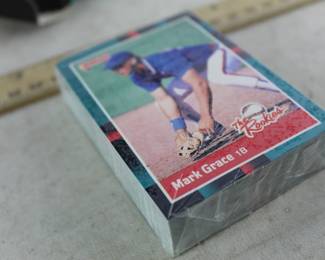 The
Rookies
Mark Grace 1B